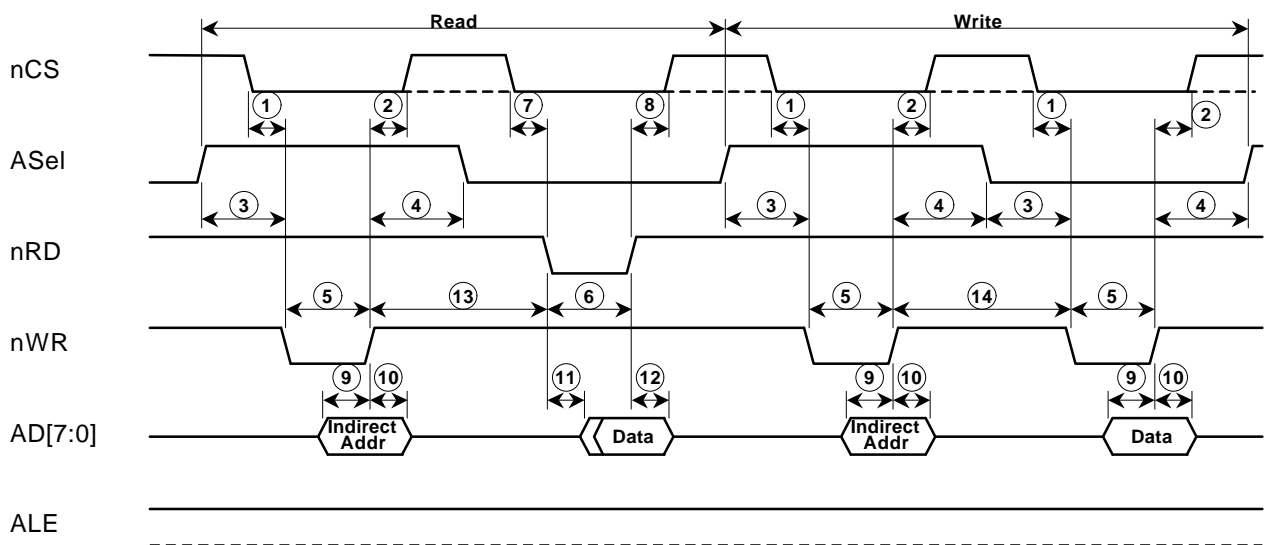 Read Write
nCS
1 2 7 8 1 2 1 2
ASel
3 4 3 4 3 4
nRD
5 13 6 5 14 5
nWR
9 10 11 12 9 10 9 10
AD[7:0]
Indirect Addr
Data
Indirect Addr
Data
ALE